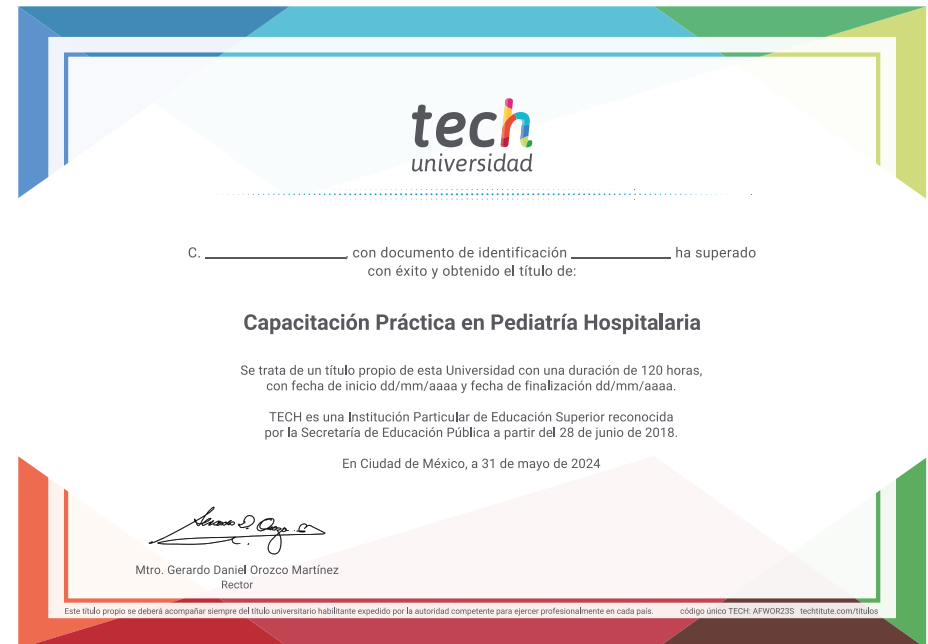 tech
universidad
C. ____________, con documento de identificación ____________ ha superado
con éxito y obtenido el título de:
Capacitación Práctica en Pediatría Hospitalaria
Se trata de un título propio de esta Universidad con una duración de 120 horas,
con fecha de inicio dd/mm/aaaa y fecha de finalización dd/mm/aaaa.
TECH es una Institución Particular de Educación Superior reconocida
por la Secretaría de Educación Pública a partir del 28 de junio de 2018.
En Ciudad de México, a 31 de mayo de 2024
Mtro. Gerardo Daniel Orozco Martínez
Rector
Este título propio se deberá acompañar siempre del título universitario habilitante expedido por la autoridad competente para ejercer profesionalmente en cada país. código único TECH: AFWOR23S techtitute.com/titulos